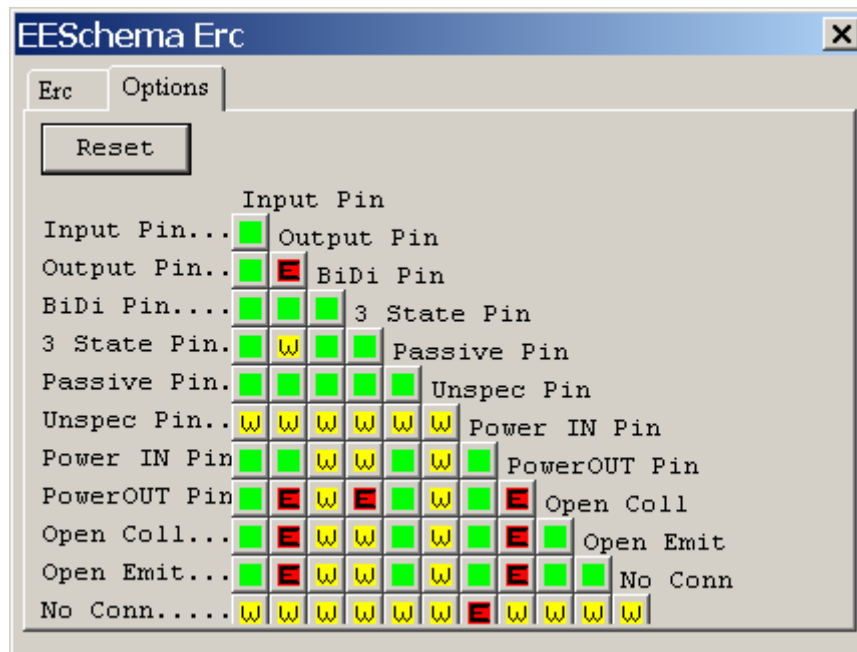 EESchema Erc
Erc Options
Reset
Input Pin
Input Pin... Output Pin
Output Pin.. E BiDi Pin
BiDi Pin.... 3 State Pin
3 State Pin. W Passive Pin
Passive Pin. Unspec Pin
Unspec Pin.. W W W W W W Power IN Pin
Power IN Pin W W W PowerOUT Pin
PowerOUT Pin E W E W E Open Coll
Open Coll... E W W W E Open Emit
Open Emit... E W W W E No Conn
No Conn..... W W W W W W E W W W W